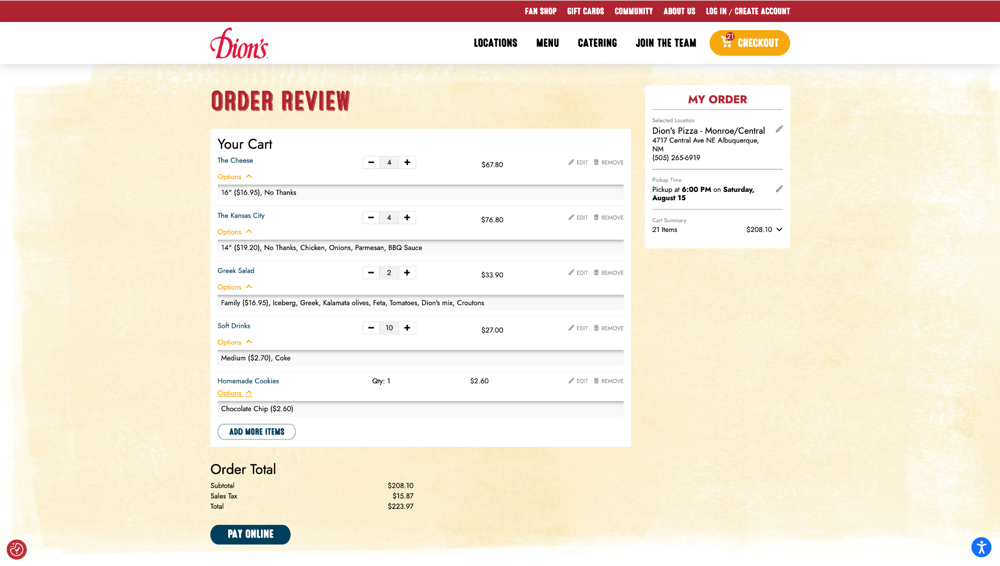 FAN SHOP GIFT CARDS COMMUNITY ABOUT US LOG IN / CREATE ACCOUNT
Dion's
LOCATIONS MENU CATERING JOIN THE TEAM 21 CHECKOUT
ORDER REVIEW
Your Cart
The Cheese 4 $67.80 EDIT REMOVE
Options
16" ($16.95), No Thanks
The Kansas City 4 $76.80 EDIT REMOVE
Options
14" ($19.20), No Thanks, Chicken, Onions, Parmesan, BBQ Sauce
Greek Salad 2 $33.90 EDIT REMOVE
Options
Family ($16.95), Iceberg, Greek, Kalamata olives, Feta, Tomatoes, Dion's mix, Croutons
Soft Drinks 10 $27.00 EDIT REMOVE
Options
Medium ($2.70), Coke
Homemade Cookies Qty: 1 $2.60 EDIT REMOVE
Options
Chocolate Chip ($2.60)
ADD MORE ITEMS
Order Total
Subtotal $208.10
Sales Tax $15.87
Total $223.97
PAY ONLINE
MY ORDER
Selected Location
Dion's Pizza - Monroe/Central
4717 Central Ave NE Albuquerque,
NM
(505) 265-6919
Pickup Time
Pickup at 6:00 PM on Saturday,
August 15
Cart Summary
21 Items $208.10